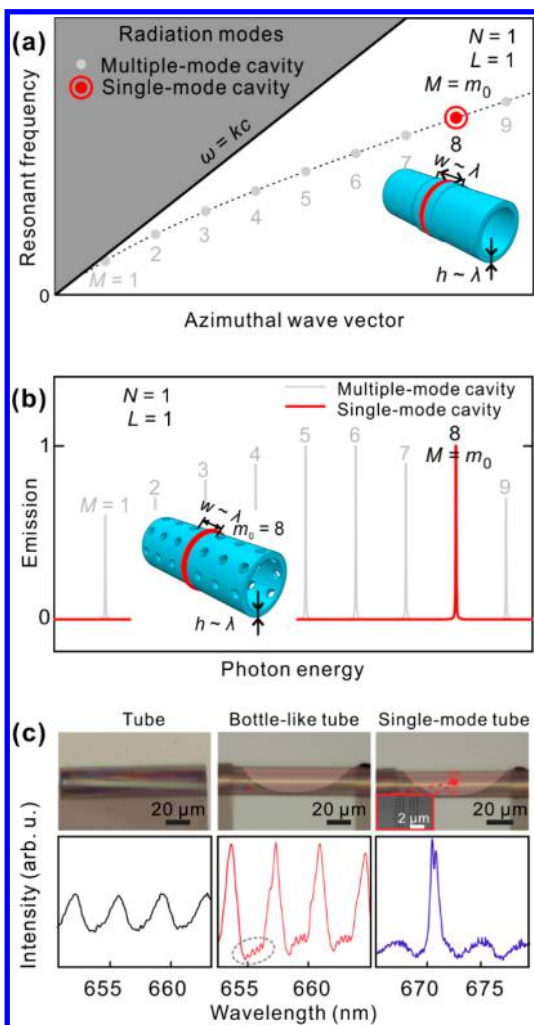 (a)
Radiation modes
Multiple-mode cavity
Single-mode cavity
N = 1
L = 1
M = m₀
ω = kc
M = 1
2
3
4
5
6
7
8
9
w ~ λ
h ~ λ
0
Resonant frequency
Azimuthal wave vector
(b)
N = 1
L = 1
Multiple-mode cavity
Single-mode cavity
1
0
M = 1
2
3
4
5
6
7
8
M = m₀
9
w ~ λ
m₀ = 8
h ~ λ
Emission
Photon energy
(c)
Tube
Bottle-like tube
Single-mode tube
20 µm
20 µm
2 µm
20 µm
Intensity (arb. u.)
655 660
655 660
670 675
Wavelength (nm)